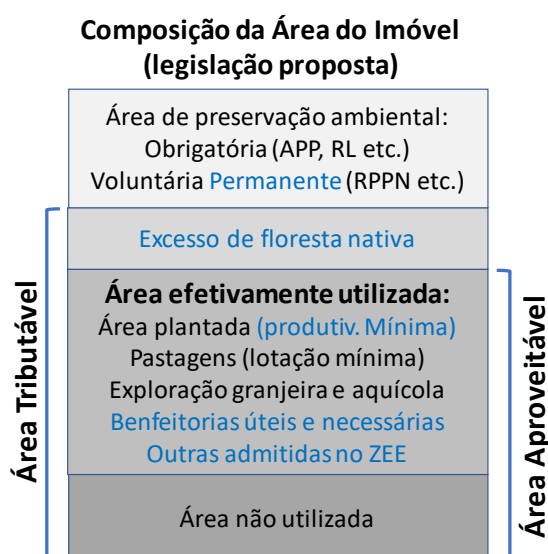 Composição da Área do Imóvel
(legislação proposta)
Área de preservação ambiental:
Obrigatória (APP, RL etc.)
Voluntária Permanente (RPPN etc.)
Excesso de floresta nativa
Área efetivamente utilizada:
Área plantada (produtiv. Mínima)
Pastagens (lotação mínima)
Exploração granjeira e aquícola
Benfeitorias úteis e necessárias
Outras admitidas no ZEE
Área não utilizada
Área Tributável
Área Aproveitável